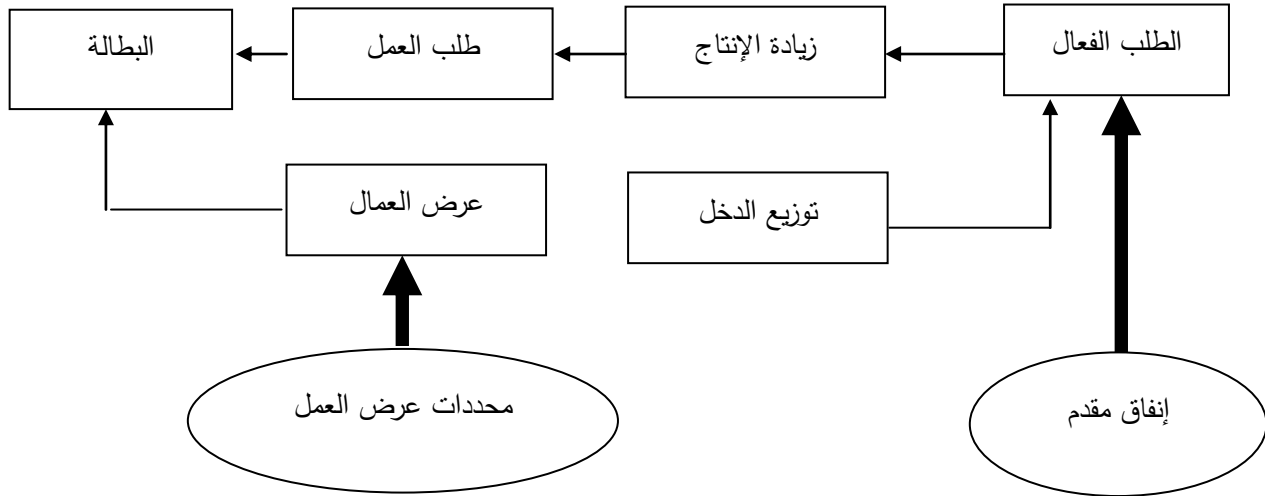 الطلب الفعال
زيادة الإنتاج
طلب العمل
البطالة
توزيع الدخل
عرض العمال
إنفاق مقدم
محددات عرض العمل